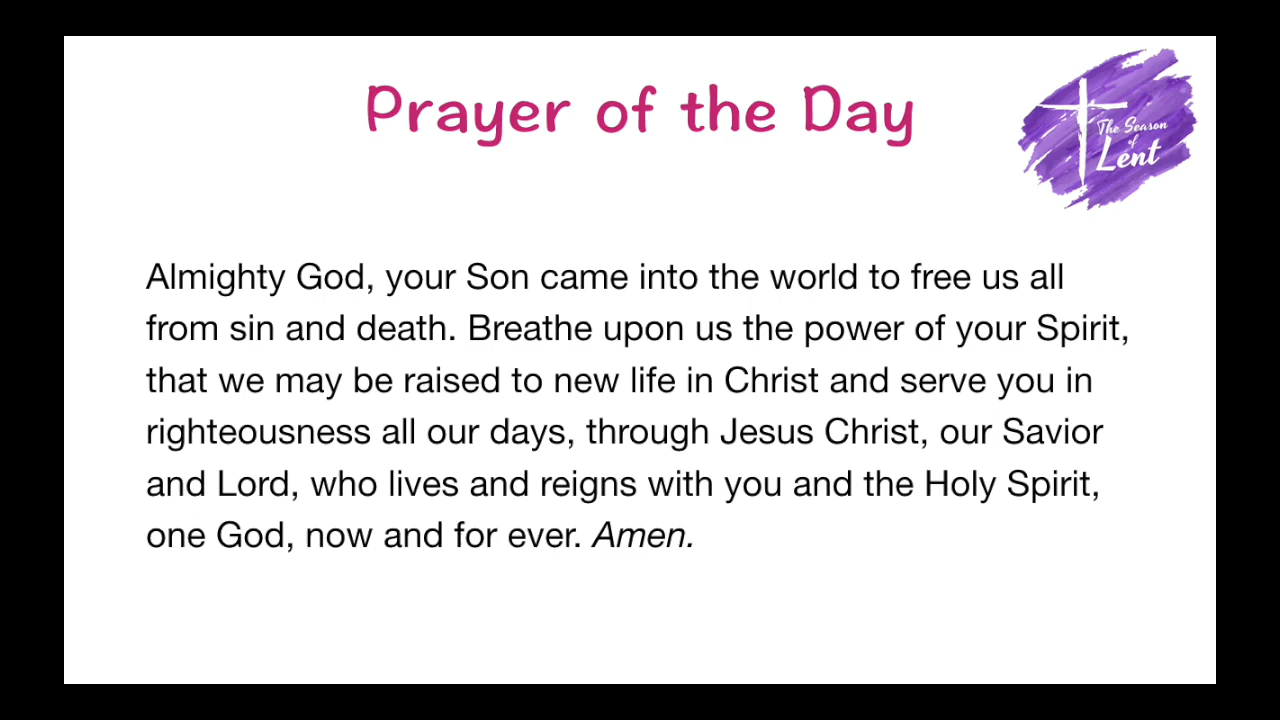 Prayer of the Day
The Season
of
Lent
Almighty God, your Son came into the world to free us all
from sin and death. Breathe upon us the power of your Spirit,
that we may be raised to new life in Christ and serve you in
righteousness all our days, through Jesus Christ, our Savior
and Lord, who lives and reigns with you and the Holy Spirit,
one God, now and for ever. Amen.